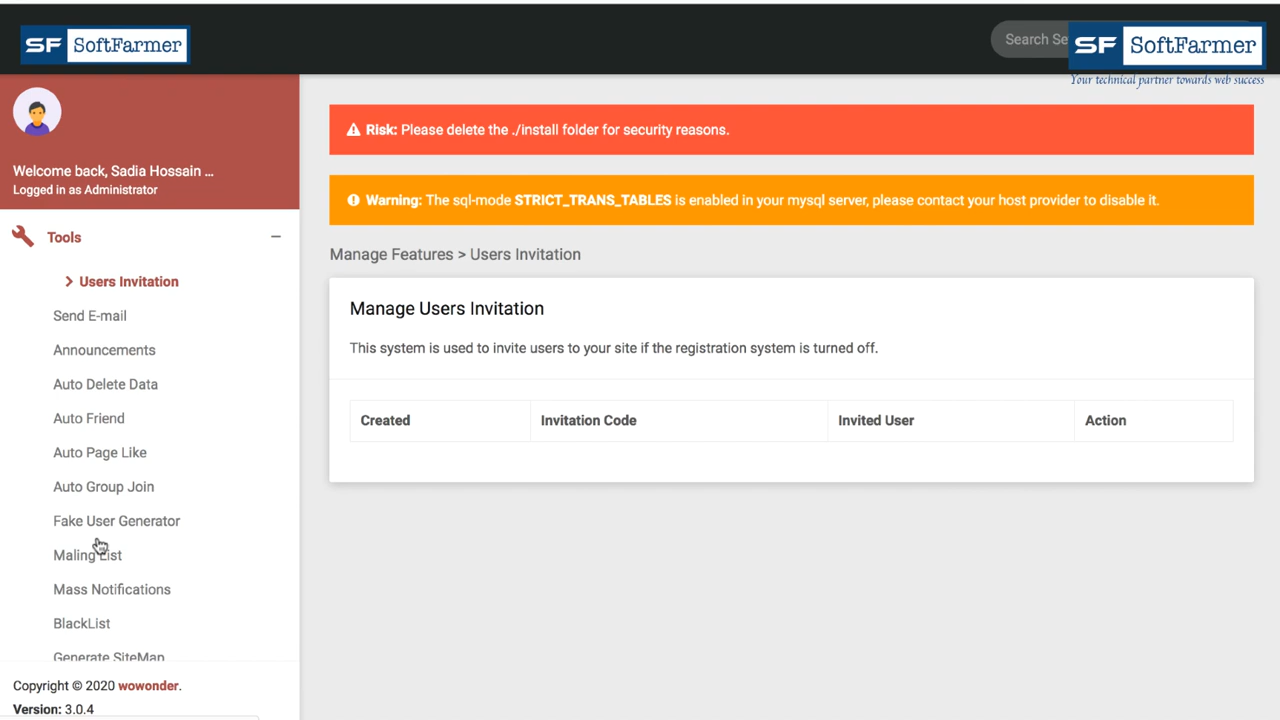 SF SoftFarmer
Search Se
SF SoftFarmer
Your technical partner towards web success
Welcome back, Sadia Hossain ...
Logged in as Administrator
Tools
Users Invitation
Send E-mail
Announcements
Auto Delete Data
Auto Friend
Auto Page Like
Auto Group Join
Fake User Generator
Maling List
Mass Notifications
BlackList
Generate SiteMap
Copyright © 2020 wowonder.
Version: 3.0.4
Risk: Please delete the ./install folder for security reasons.
Warning: The sql-mode STRICT_TRANS_TABLES is enabled in your mysql server, please contact your host provider to disable it.
Manage Features > Users Invitation
Manage Users Invitation
This system is used to invite users to your site if the registration system is turned off.
Created Invitation Code Invited User Action